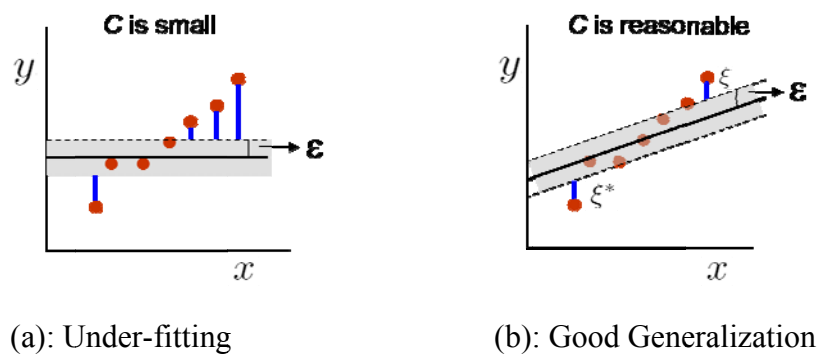 C is small
C is reasonable
y
ε
x
y
ξ
ε
ξ*
x
(a): Under-fitting
(b): Good Generalization